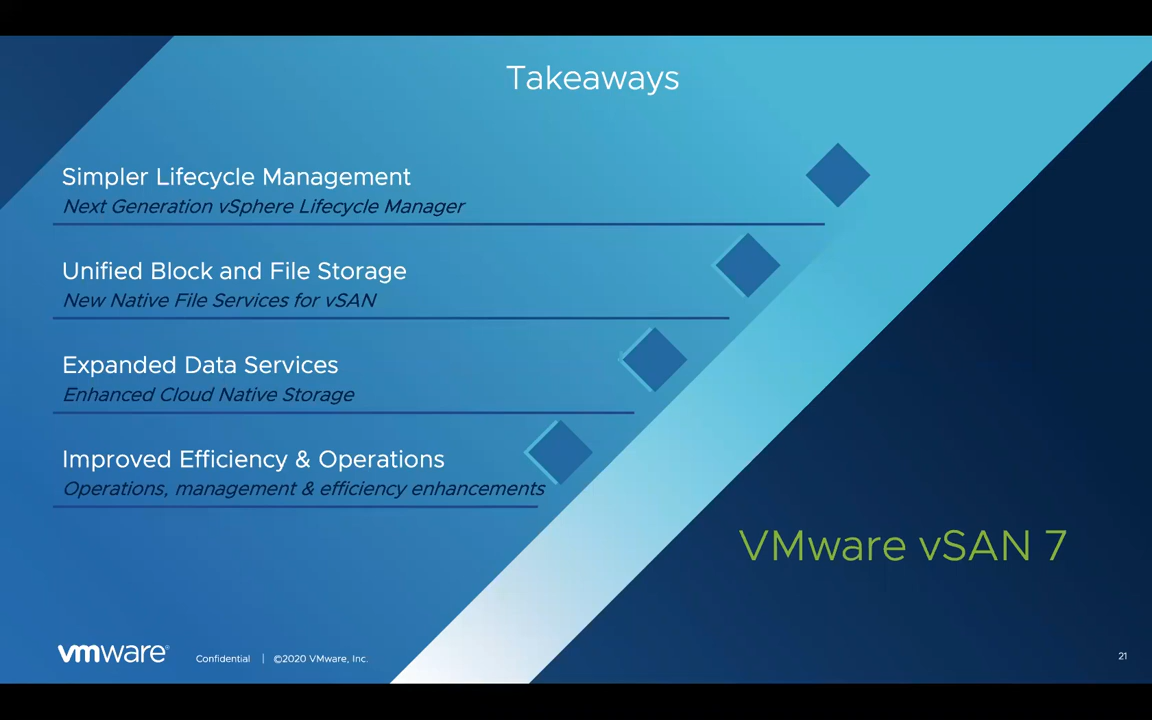 Takeaways
Simpler Lifecycle Management
Next Generation vSphere Lifecycle Manager
Unified Block and File Storage
New Native File Services for vSAN
Expanded Data Services
Enhanced Cloud Native Storage
Improved Efficiency & Operations
Operations, management & efficiency enhancements
VMware vSAN 7
vmware®
Confidential | ©2020 VMware, Inc.
21